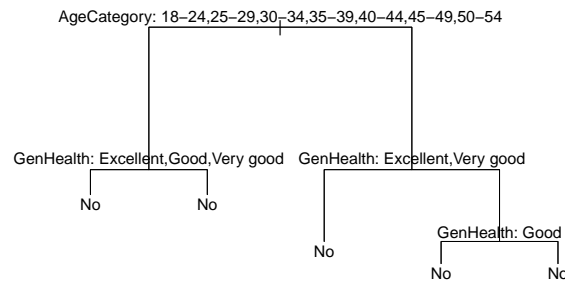 AgeCategory: 18−24,25−29,30−34,35−39,40−44,45−49,50−54
GenHealth: Excellent,Good,Very good
GenHealth: Excellent,Very good
No
No
No
GenHealth: Good
No
No